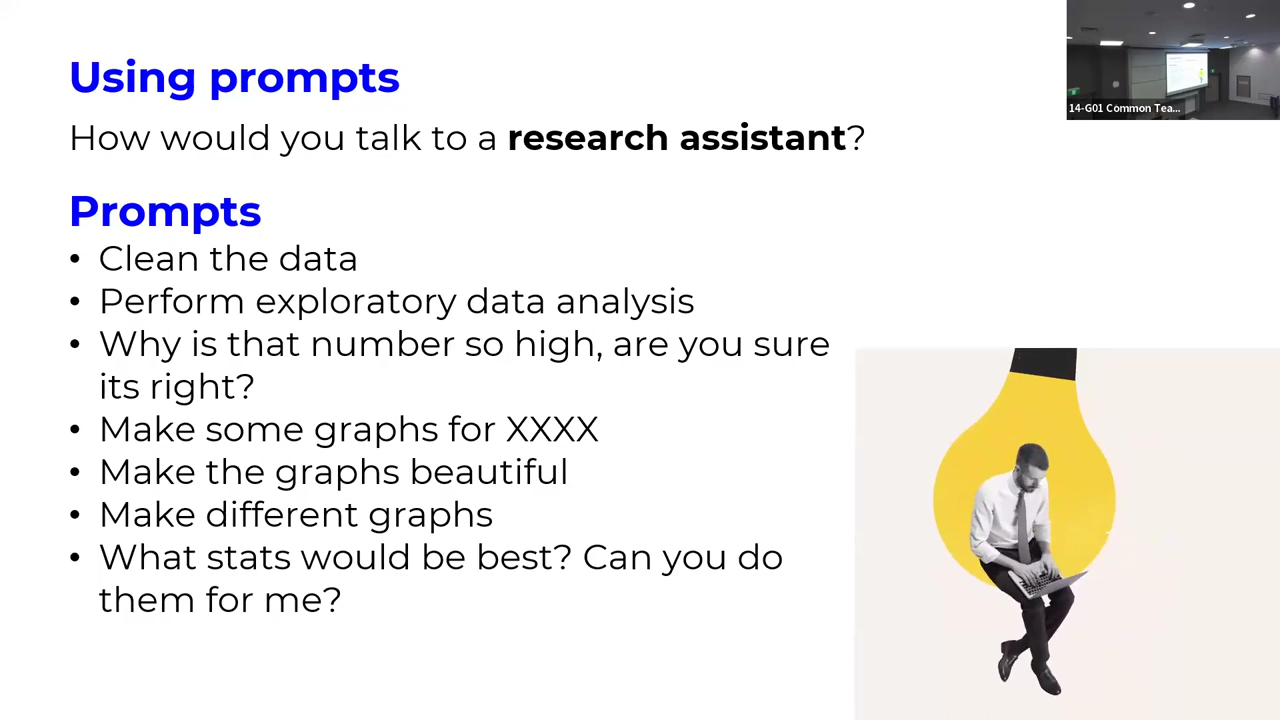 Using prompts
How would you talk to a research assistant?
Prompts
• Clean the data
• Perform exploratory data analysis
• Why is that number so high, are you sure
its right?
• Make some graphs for XXXX
• Make the graphs beautiful
• Make different graphs
• What stats would be best? Can you do
them for me?
14-G01 Common Tea...